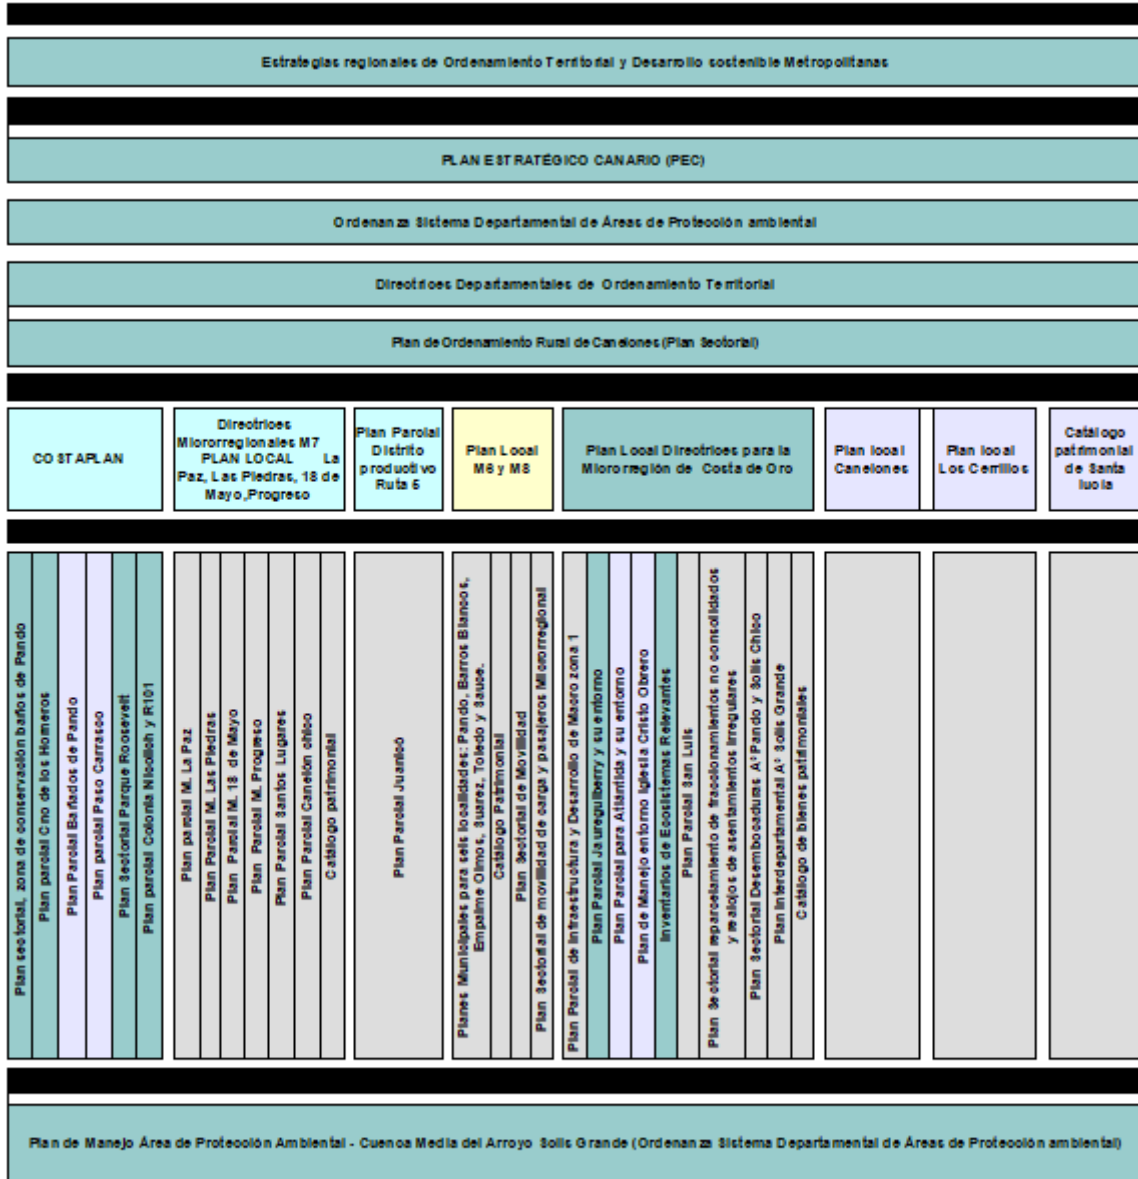 Estrategias regionales de Ordenamiento Territorial y Desarrollo sostenible Metropolitanas
PLAN ESTRATÉGICO CANARIO (PEC)
Ordenanza Sistema Departamental de Áreas de Protección ambiental
Directrices Departamentales de Ordenamiento Territorial
Plan de Ordenamiento Rural de Canelones (Plan Sectorial)
COSTAPLAN
Directrices
Microrregionales M7
PLAN LOCAL La
Paz, Las Piedras, 18 de
Mayo,Progreso
Plan Parcial
Distrito
productivo
Ruta 5
Plan Local
M6 y M8
Plan Local Directrices para la
Microrregión de Costa de Oro
Plan local
Canelones
Plan local
Los Cerrillos
Catálogo
patrimonial
de Santa
lucía
Plan sectorial, zona de conservación baños de Pando
Plan parcial Cno de los Horneros
Plan Parcial Bañados de Pando
Plan parcial Paso Carrasco
Plan Sectorial Parque Roosevelt
Plan parcial Colonia Nicolich y R101
Plan parcial M. La Paz
Plan Parcial M. Las Piedras
Plan Parcial M. 18 de Mayo
Plan Parcial M. Progreso
Plan Parcial Santos Lugares
Plan Parcial Canelón chico
Catálogo patrimonial
Plan Parcial Juanicó
Planes Municipales para seis localidades: Pando, Barros Blancos,
Empalme Olmos, Suárez, Toledo y Sauce.
Catálogo Patrimonial
Plan Sectorial de Movilidad
Plan Sectorial de movilidad de carga y pasajeros Microrregional
Plan Parcial de Infraestructura y Desarrollo de Macro zona 1
Plan Parcial Jaureguiberry y su entorno
Plan Parcial para Atlántida y su entorno
Plan de Manejo entorno Iglesia Cristo Obrero
Inventarios de Ecosistemas Relevantes
Plan Parcial San Luis
Plan Sectorial reparcelamiento de fraccionamientos no consolidados
y realojos de asentamientos irregulares
Plan Sectorial Desembocaduras Aº Pando y Solís Chico
Plan Interdepartamental Aº Solís Grande
Catálogo de bienes patrimoniales
Plan de Manejo Área de Protección Ambiental - Cuenca Media del Arroyo Solís Grande (Ordenanza Sistema Departamental de Áreas de Protección ambiental)